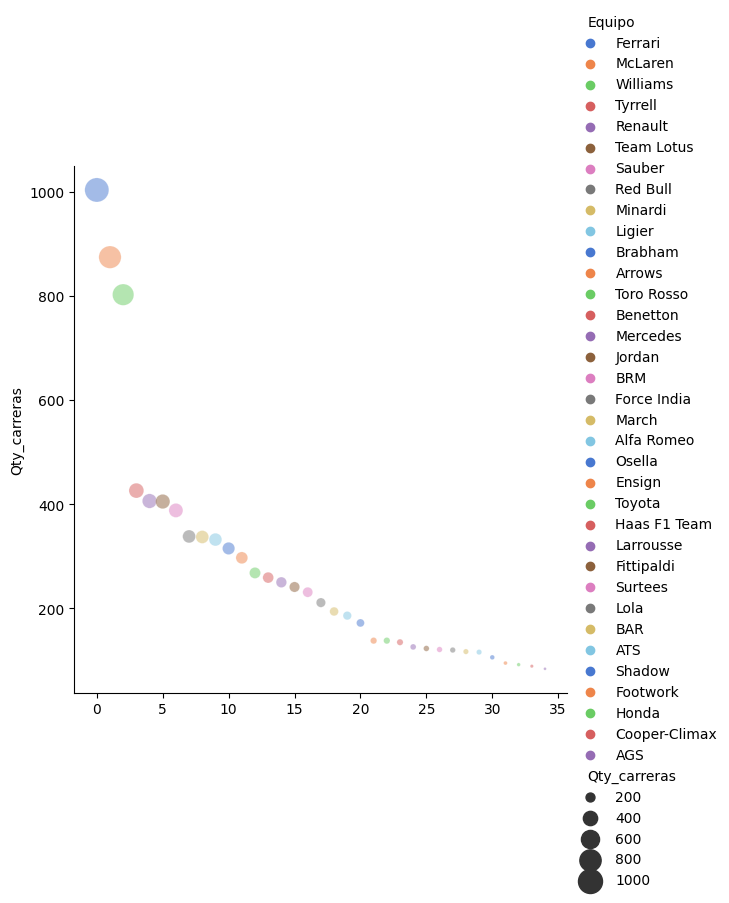 Equipo
Ferrari
McLaren
Williams
Tyrrell
Renault
Team Lotus
Sauber
Red Bull
Minardi
Ligier
Brabham
Arrows
Toro Rosso
Benetton
Mercedes
Jordan
BRM
Force India
March
Alfa Romeo
Osella
Ensign
Toyota
Haas F1 Team
Larrousse
Fittipaldi
Surtees
Lola
BAR
ATS
Shadow
Footwork
Honda
Cooper-Climax
AGS
Qty_carreras
200
400
600
800
1000
Qty_carreras
1000
800
600
400
200
0 5 10 15 20 25 30 35